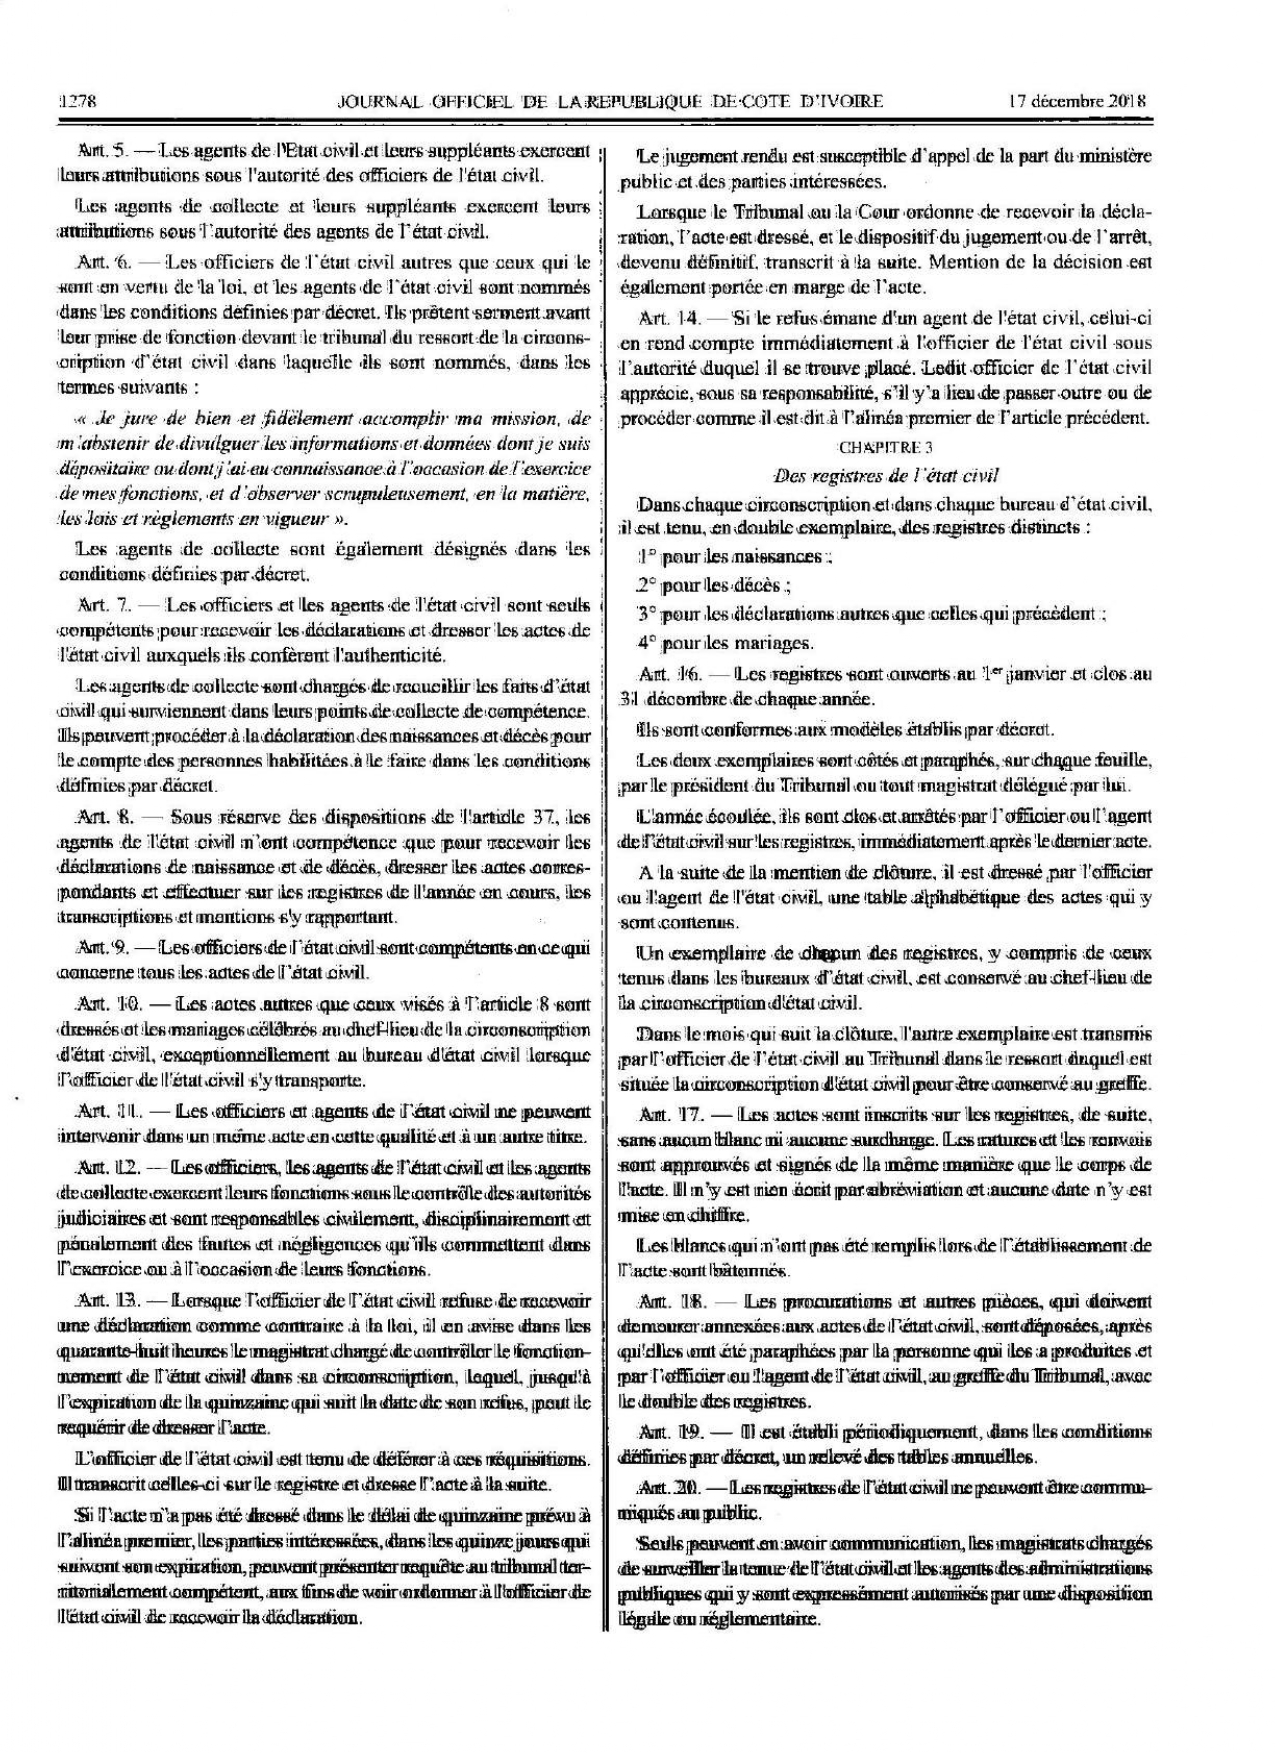 1278 JOURNAL OFFICIEL DE LA REPUBLIQUE DE COTE D'IVOIRE 17 décembre 2018
Art. 5. — Les agents de l'Etat civil et leurs suppléants exercent
leurs attributions sous l'autorité des officiers de l'état civil.
Les agents de collecte et leurs suppléants exercent leurs
attributions sous l'autorité des agents de l'état civil.
Art. 6. — Les officiers de l'état civil autres que ceux qui le
sont en vertu de la loi, et les agents de l'état civil sont nommés
dans les conditions définies par décret. Ils prêtent serment avant
leur prise de fonction devant le tribunal du ressort de la circons-
cription d'état civil dans laquelle ils sont nommés, dans les
termes suivants :
« Je jure de bien et fidèlement accomplir ma mission, de
m'abstenir de divulguer les informations et données dont je suis
dépositaire ou dont j'ai eu connaissance à l'occasion de l'exercice
de mes fonctions, et d'observer scrupuleusement, en la matière,
les lois et règlements en vigueur ».
Les agents de collecte sont également désignés dans les
conditions définies par décret.
Art. 7. — Les officiers et les agents de l'état civil sont seuls
compétents pour recevoir les déclarations et dresser les actes de
l'état civil auxquels ils confèrent l'authenticité.
Les agents de collecte sont chargés de recueillir les faits d'état
civil qui surviennent dans leurs points de collecte de compétence.
Ils peuvent procéder à la déclaration des naissances et décès pour
le compte des personnes habilitées à le faire dans les conditions
définies par décret.
Art. 8. — Sous réserve des dispositions de l'article 37, les
agents de l'état civil n'ont compétence que pour recevoir les
déclarations de naissance et de décès, dresser les actes corres-
pondants et effectuer sur les registres de l'année en cours, les
transcriptions et mentions s'y rapportant.
Art. 9. — Les officiers de l'état civil sont compétents en ce qui
concerne tous les actes de l'état civil.
Art. 10. — Les actes autres que ceux visés à l'article 8 sont
dressés et les mariages célébrés au chef-lieu de la circonscription
d'état civil, exceptionnellement au bureau d'état civil lorsque
l'officier de l'état civil s'y transporte.
Art. 11. — Les officiers et agents de l'état civil ne peuvent
intervenir dans un même acte en cette qualité et à un autre titre.
Art. 12. — Les officiers, les agents de l'état civil et les agents
de collecte exercent leurs fonctions sous le contrôle des autorités
judiciaires et sont responsables civilement, disciplinairement et
pénalement des fautes et négligences qu'ils commettent dans
l'exercice ou à l'occasion de leurs fonctions.
Art. 13. — Lorsque l'officier de l'état civil refuse de recevoir
une déclaration comme contraire à la loi, il en avise dans les
quarante-huit heures le magistrat chargé de contrôler le fonction-
nement de l'état civil dans sa circonscription, lequel, jusqu'à
l'expiration de la quinzaine qui suit la date de son refus, peut le
requérir de dresser l'acte.
L'officier de l'état civil est tenu de déférer à ces réquisitions.
Il transcrit celles-ci sur le registre et dresse l'acte à la suite.
Si l'acte n'a pas été dressé dans le délai de quinzaine prévu à
l'alinéa premier, les parties intéressées, dans les quinze jours qui
suivent son expiration, peuvent présenter requête au tribunal ter-
ritorialement compétent, aux fins de voir ordonner à l'officier de
l'état civil de recevoir la déclaration.
Le jugement rendu est susceptible d'appel de la part du ministère
public et des parties intéressées.
Lorsque le Tribunal ou la Cour ordonne de recevoir la décla-
ration, l'acte est dressé, et le dispositif du jugement ou de l'arrêt,
devenu définitif, transcrit à la suite. Mention de la décision est
également portée en marge de l'acte.
Art. 14. — Si le refus émane d'un agent de l'état civil, celui-ci
en rend compte immédiatement à l'officier de l'état civil sous
l'autorité duquel il se trouve placé. Ledit officier de l'état civil
apprécie, sous sa responsabilité, s'il y'a lieu de passer outre ou de
procéder comme il est dit à l'alinéa premier de l'article précédent.
CHAPITRE 3
Des registres de l'état civil
Dans chaque circonscription et dans chaque bureau d'état civil,
il est tenu, en double exemplaire, des registres distincts :
1° pour les naissances ;
2° pour les décès ;
3° pour les déclarations autres que celles qui précèdent ;
4° pour les mariages.
Art. 16. — Les registres sont ouverts au 1er janvier et clos au
31 décembre de chaque année.
Ils sont conformes aux modèles établis par décret.
Les deux exemplaires sont côtés et paraphés, sur chaque feuille,
par le président du Tribunal ou tout magistrat délégué par lui.
L'année écoulée, ils sont clos et arrêtés par l'officier ou l'agent
de l'état civil sur les registres, immédiatement après le dernier acte.
A la suite de la mention de clôture, il est dressé par l'officier
ou l'agent de l'état civil, une table alphabétique des actes qui y
sont contenus.
Un exemplaire de chacun des registres, y compris de ceux
tenus dans les bureaux d'état civil, est conservé au chef-lieu de
la circonscription d'état civil.
Dans le mois qui suit la clôture, l'autre exemplaire est transmis
par l'officier de l'état civil au Tribunal dans le ressort duquel est
située la circonscription d'état civil pour être conservé au greffe.
Art. 17. — Les actes sont inscrits sur les registres, de suite,
sans aucun blanc ni aucune surcharge. Les ratures et les renvois
sont approuvés et signés de la même manière que le corps de
l'acte. Il n'y est rien écrit par abréviation et aucune date n'y est
mise en chiffre.
Les blancs qui n'ont pas été remplis lors de l'établissement de
l'acte sont bâtonnés.
Art. 18. — Les procurations et autres pièces, qui doivent
demeurer annexées aux actes de l'état civil, sont déposées, après
qu'elles ont été paraphées par la personne qui les a produites et
par l'officier ou l'agent de l'état civil, au greffe du Tribunal, avec
le double des registres.
Art. 19. — Il est établi périodiquement, dans les conditions
définies par décret, un relevé des tables annuelles.
Art. 20. — Les registres de l'état civil ne peuvent être commu-
niqués au public.
Seuls peuvent en avoir communication, les magistrats chargés
de surveiller la tenue de l'état civil et les agents des administrations
publiques qui y sont expressément autorisés par une disposition
légale ou réglementaire.